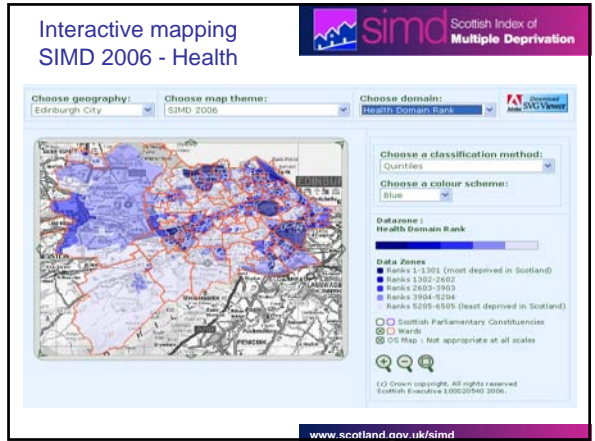 Interactive mapping
SIMD 2006 - Health
simd Scottish Index of
Multiple Deprivation
Choose geography:
Edinburgh City
Choose map theme:
SIMD 2006
Choose domain:
Health Domain Rank
Adobe Download
SVG Viewer
EDINBU
PENICUIK
Choose a classification method:
Quintiles
Choose a colour scheme:
Blue
Datazone :
Health Domain Rank
Data Zones
Ranks 1-1301 (most deprived in Scotland)
Ranks 1302-2602
Ranks 2603-3903
Ranks 3904-5204
Ranks 5205-6505 (least deprived in Scotland)
Scottish Parliamentary Constituencies
Wards
OS Map : Not appropriate at all scales
(c) Crown copyright. All rights reserved
Scottish Executive 100020540 2006.
www.scotland.gov.uk/simd